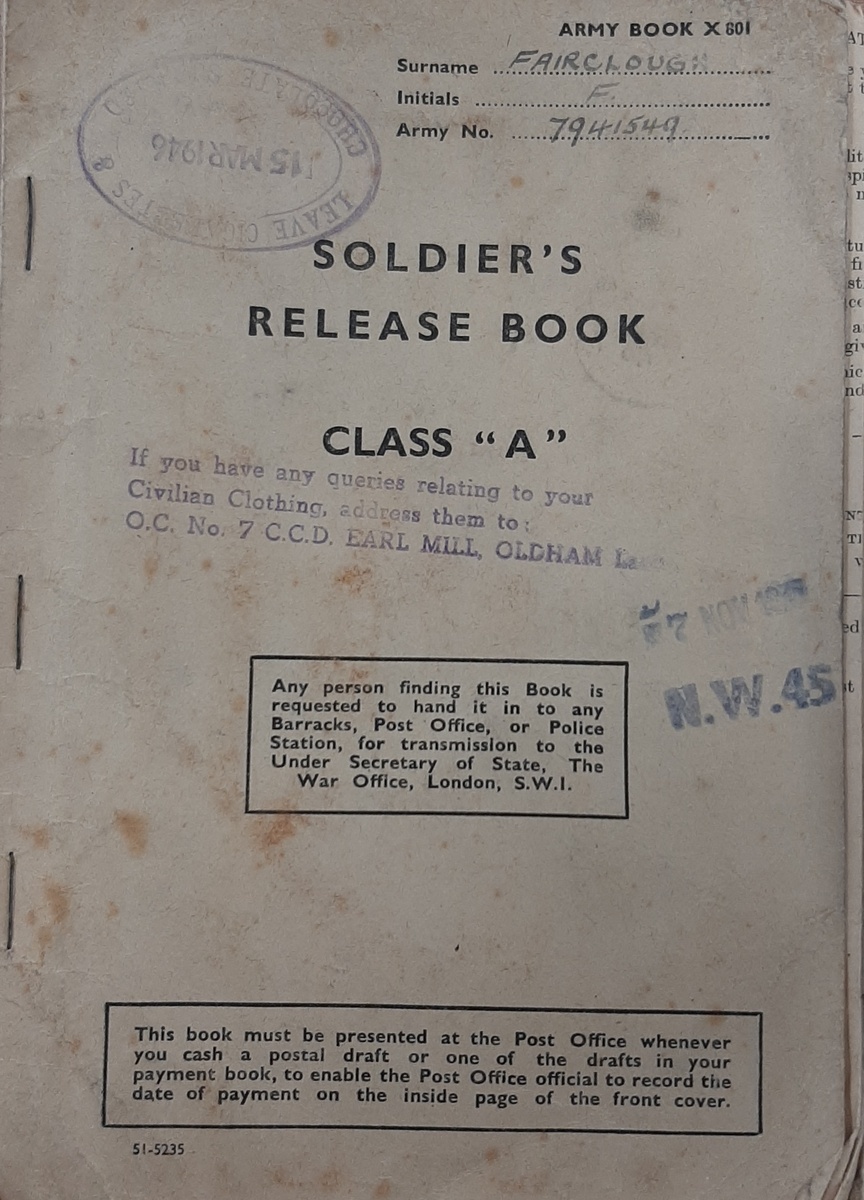 ARMY BOOK X 801
Surname FAIRCLOUGH
Initials F.
Army No. 7941549
LEAVE CIGARETTES &
CHOCOLATE
15 MAR 1946
SOLDIER'S
RELEASE BOOK
CLASS “A”
If you have any queries relating to your
Civilian Clothing, address them to:
O.C. No. 7 C.C.D. EARL MILL, OLDHAM
7 NOV
N.W.45
Any person finding this Book is
requested to hand it in to any
Barracks, Post Office, or Police
Station, for transmission to the
Under Secretary of State, The
War Office, London, S.W.1.
This book must be presented at the Post Office whenever
you cash a postal draft or one of the drafts in your
payment book, to enable the Post Office official to record the
date of payment on the inside page of the front cover.
51-5235